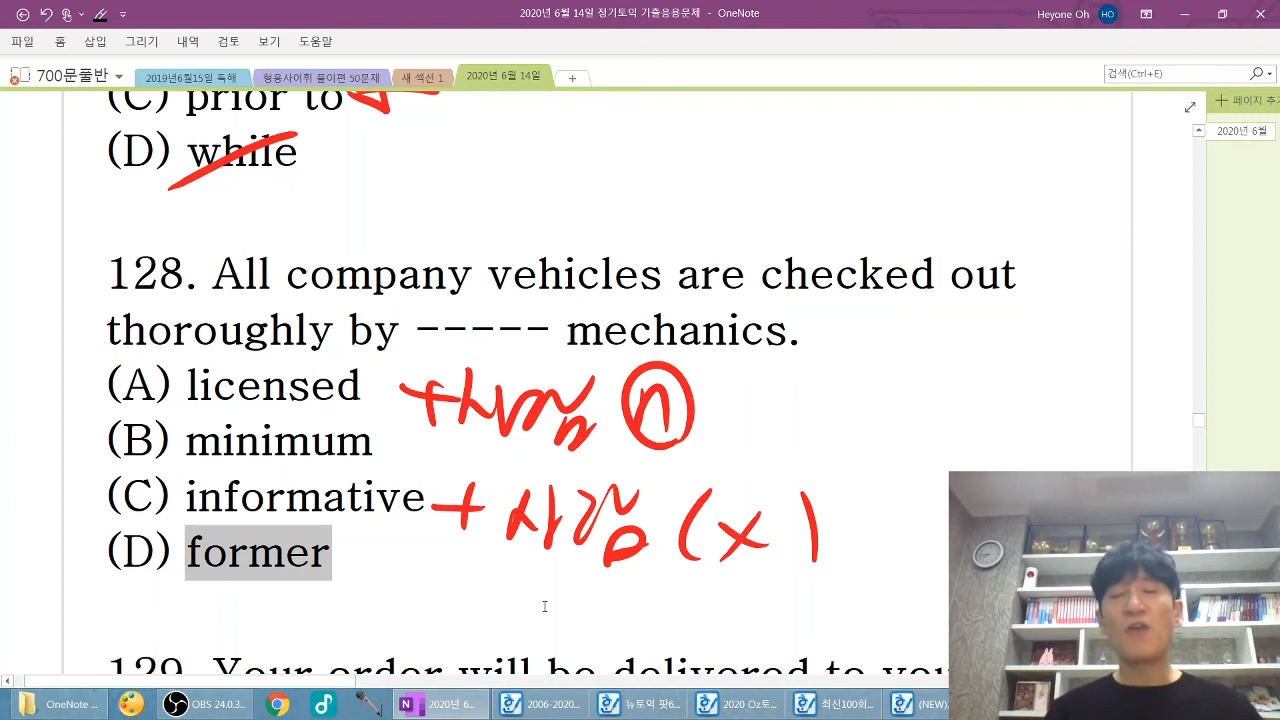 2020년 6월 14일 정기토익 기출응용문제 - OneNote
Heyone Oh HO
파일 홈 삽입 그리기 내역 검토 보기 도움말
700문풀반 2019년6월15일 독해 형용사어휘 풀이편 50문제 새 섹션 1 2020년 6월 14일 +
검색(Ctrl+E)
+ 페이지 추가
2020년 6월
(C) prior to
(D) while
128. All company vehicles are checked out
thoroughly by ----- mechanics.
(A) licensed
n
(B) minimum
(C) informative + 사람 (x)
(D) former
129. Your order will be delivered to you
OneNote ... OBS 24.0.3... 2020년 6... 2006-2020... 뉴토익 팟6... 2020 Oz토... 최신100회... (NEW)